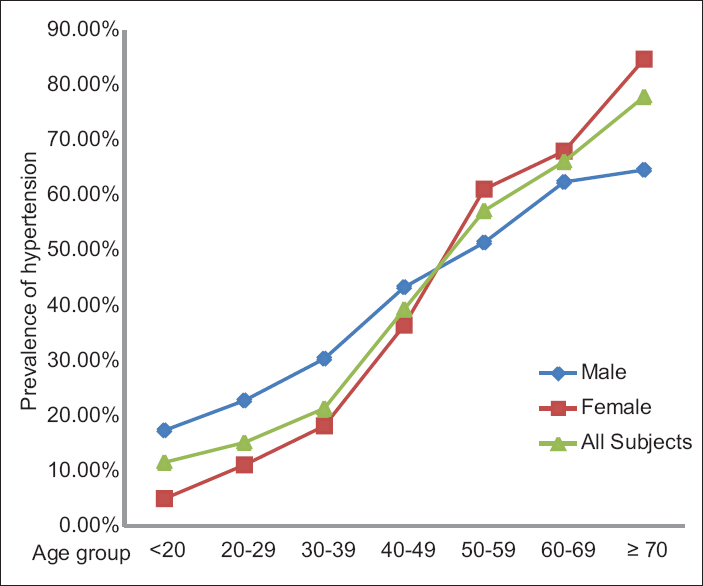 90.00%
80.00%
70.00%
60.00%
50.00%
40.00%
30.00%
20.00%
10.00%
0.00%
Prevalence of hypertension
Male
Female
All Subjects
Age group <20 20-29 30-39 40-49 50-59 60-69 ≥ 70